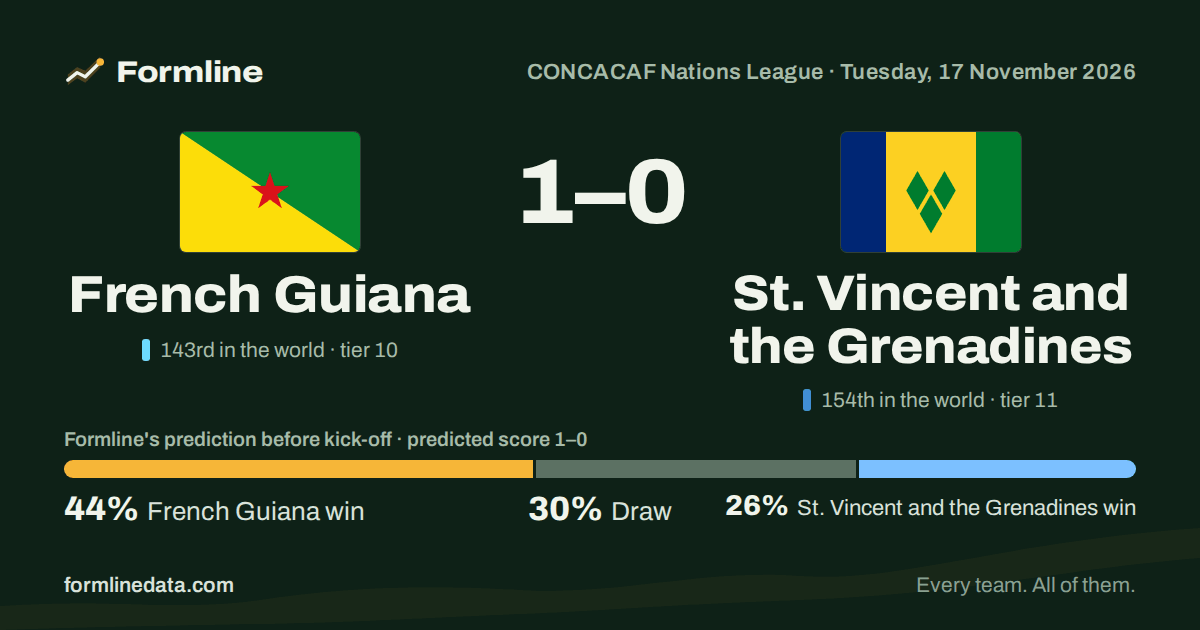 Formline
CONCACAF Nations League · Tuesday, 17 November 2026
1–0
French Guiana
143rd in the world · tier 10
St. Vincent and
the Grenadines
154th in the world · tier 11
Formline's prediction before kick-off · predicted score 1–0
44% French Guiana win
30% Draw
26% St. Vincent and the Grenadines win
formlinedata.com
Every team. All of them.